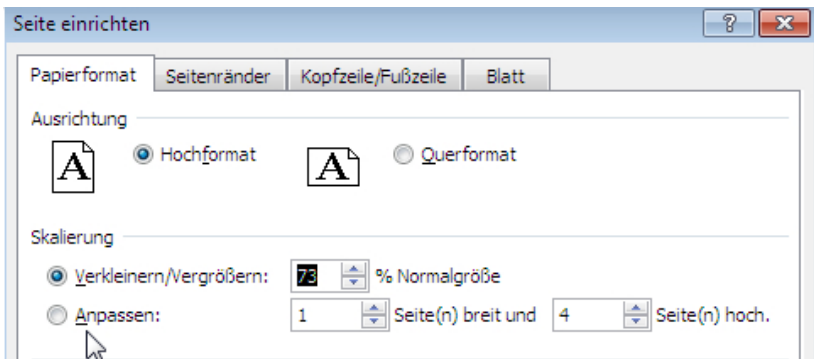 Seite einrichten
Papierformat Seitenränder Kopfzeile/Fußzeile Blatt
Ausrichtung
A Hochformat A Querformat
Skalierung
Verkleinern/Vergrößern: 73 % Normalgröße
Anpassen: 1 Seite(n) breit und 4 Seite(n) hoch.